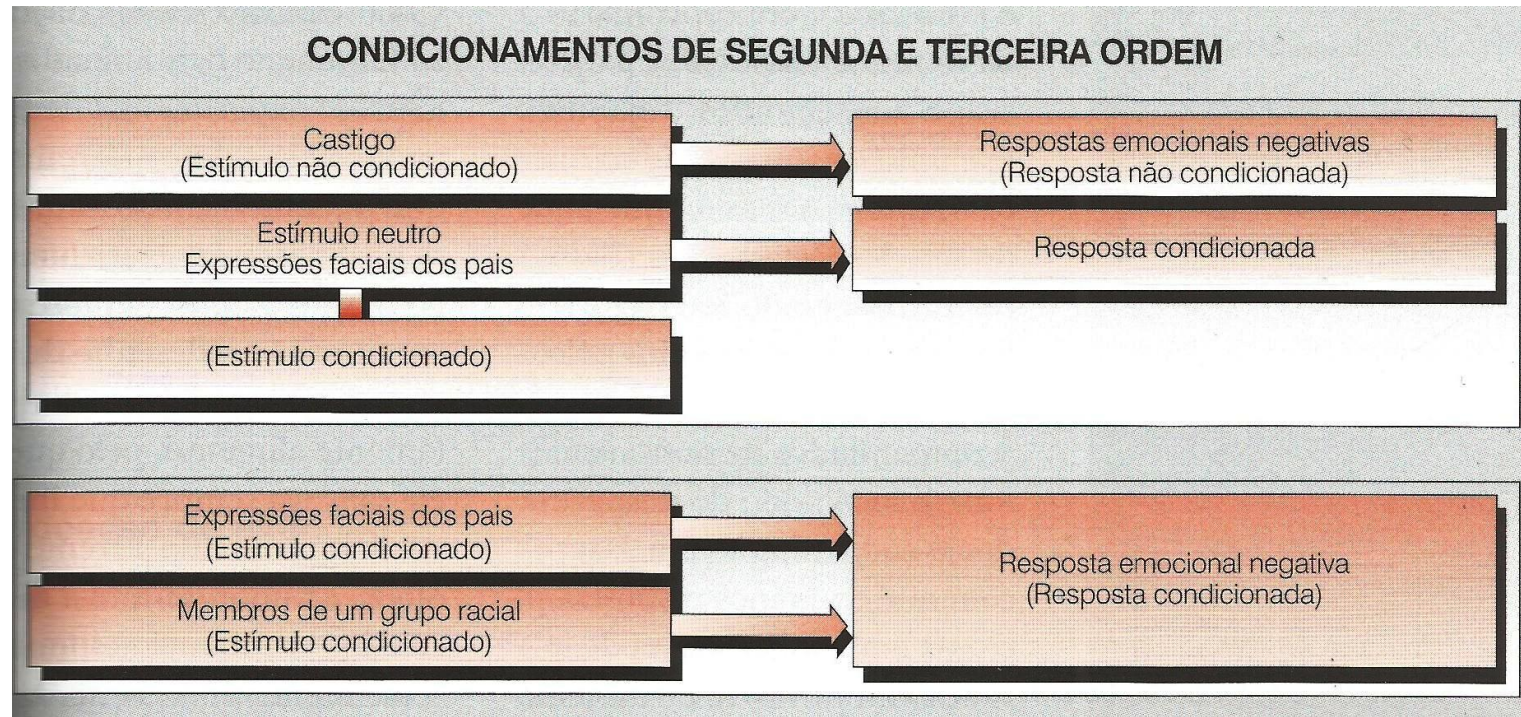 CONDICIONAMENTOS DE SEGUNDA E TERCEIRA ORDEM
Castigo
(Estímulo não condicionado)
Respostas emocionais negativas
(Resposta não condicionada)
Estímulo neutro
Expressões faciais dos pais
Resposta condicionada
(Estímulo condicionado)
Expressões faciais dos pais
(Estímulo condicionado)
Membros de um grupo racial
(Estímulo condicionado)
Resposta emocional negativa
(Resposta condicionada)